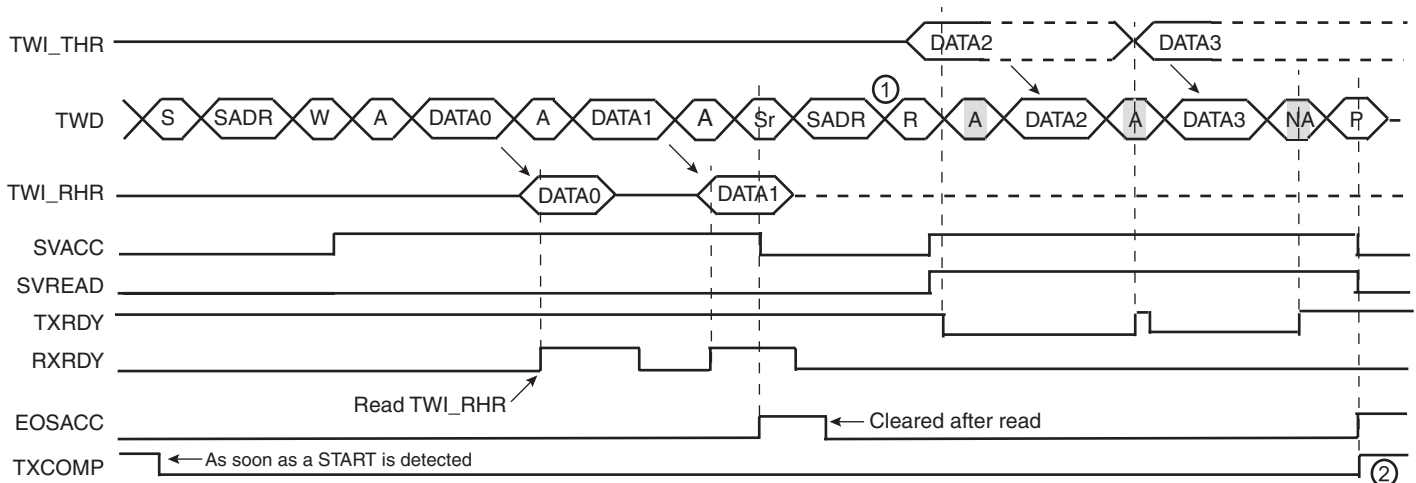 TWI_THR DATA2 DATA3
①
TWD S SADR W A DATA0 A DATA1 A Sr SADR R A DATA2 A DATA3 NA P
TWI_RHR DATA0 DATA1
SVACC
SVREAD
TXRDY
RXRDY
Read TWI_RHR
EOSACC Cleared after read
TXCOMP As soon as a START is detected ②